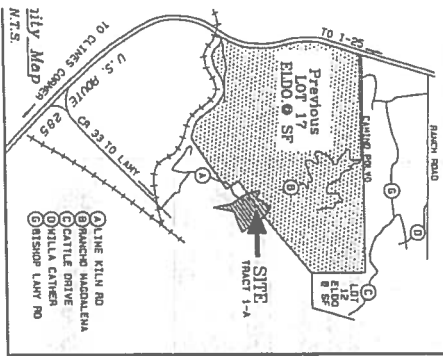 nity Map
N.T.S.
TO CLINES CORNER
U.S. ROUTE
285
CR 33 TO LAMY
TO I-25
Previous
LOT 17
ELDO. @ SF
CAMINO POLVO
RANCH ROAD
G
D
C
B
A
LOT
12
ELDO
@ SF
SITE
TRACT 1-A
A LIME KILN RD
B RANCHO MAGDALENA
C CATTLE DRIVE
D WILLA CATHER
G BISHOP LAMY RD